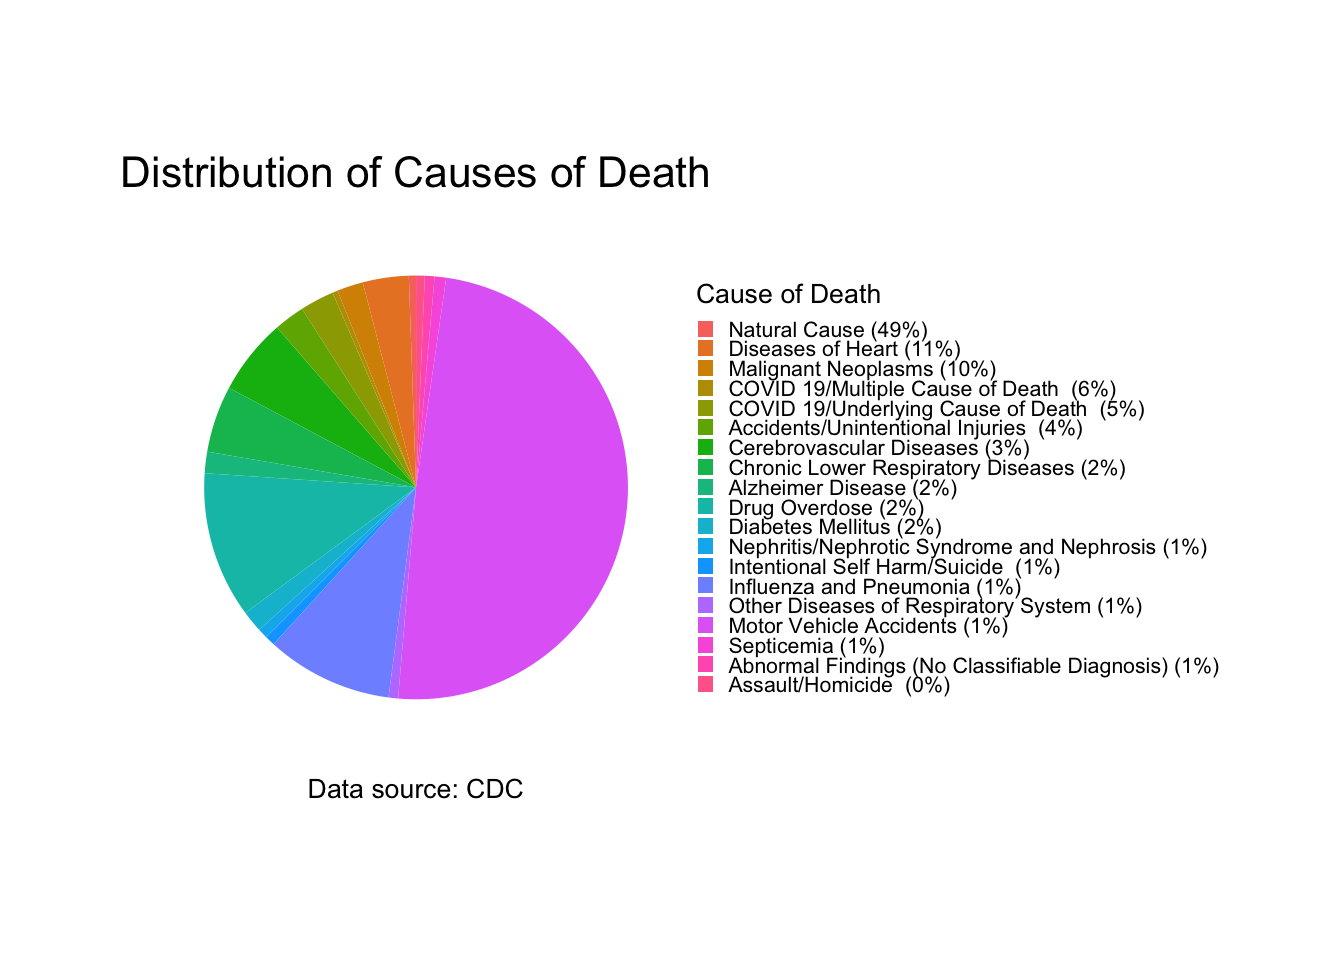 Distribution of Causes of Death
Cause of Death
Natural Cause (49%)
Diseases of Heart (11%)
Malignant Neoplasms (10%)
COVID 19/Multiple Cause of Death  (6%)
COVID 19/Underlying Cause of Death  (5%)
Accidents/Unintentional Injuries  (4%)
Cerebrovascular Diseases (3%)
Chronic Lower Respiratory Diseases (2%)
Alzheimer Disease (2%)
Drug Overdose (2%)
Diabetes Mellitus (2%)
Nephritis/Nephrotic Syndrome and Nephrosis (1%)
Intentional Self Harm/Suicide  (1%)
Influenza and Pneumonia (1%)
Other Diseases of Respiratory System (1%)
Motor Vehicle Accidents (1%)
Septicemia (1%)
Abnormal Findings (No Classifiable Diagnosis) (1%)
Assault/Homicide  (0%)
Data source: CDC